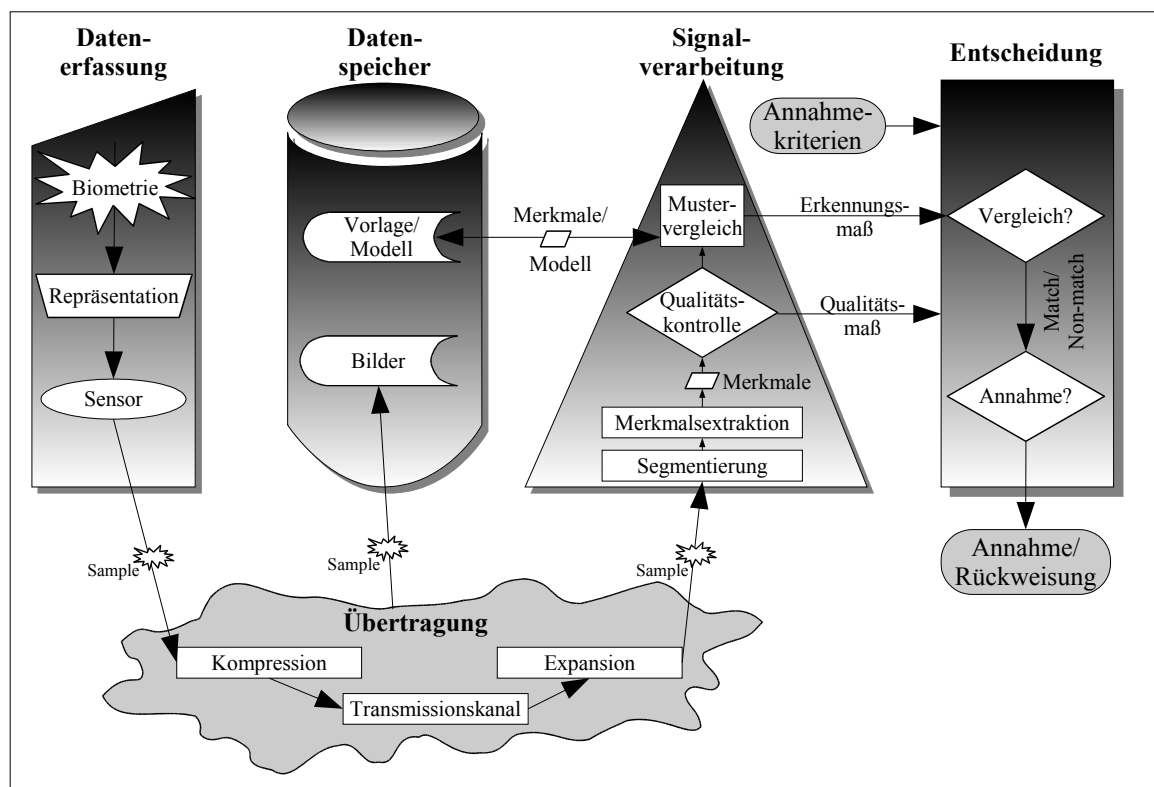 Daten-
erfassung
Biometrie
Repräsentation
Sensor
Sample
Daten-
speicher
Vorlage/
Modell
Bilder
Sample
Merkmale/
Modell
Signal-
verarbeitung
Muster-
vergleich
Qualitäts-
kontrolle
Merkmale
Merkmalsextraktion
Segmentierung
Sample
Erkennungs-
maß
Qualitäts-
maß
Entscheidung
Annahme-
kriterien
Vergleich?
Match/
Non-match
Annahme?
Annahme/
Rückweisung
Übertragung
Kompression
Transmissionskanal
Expansion